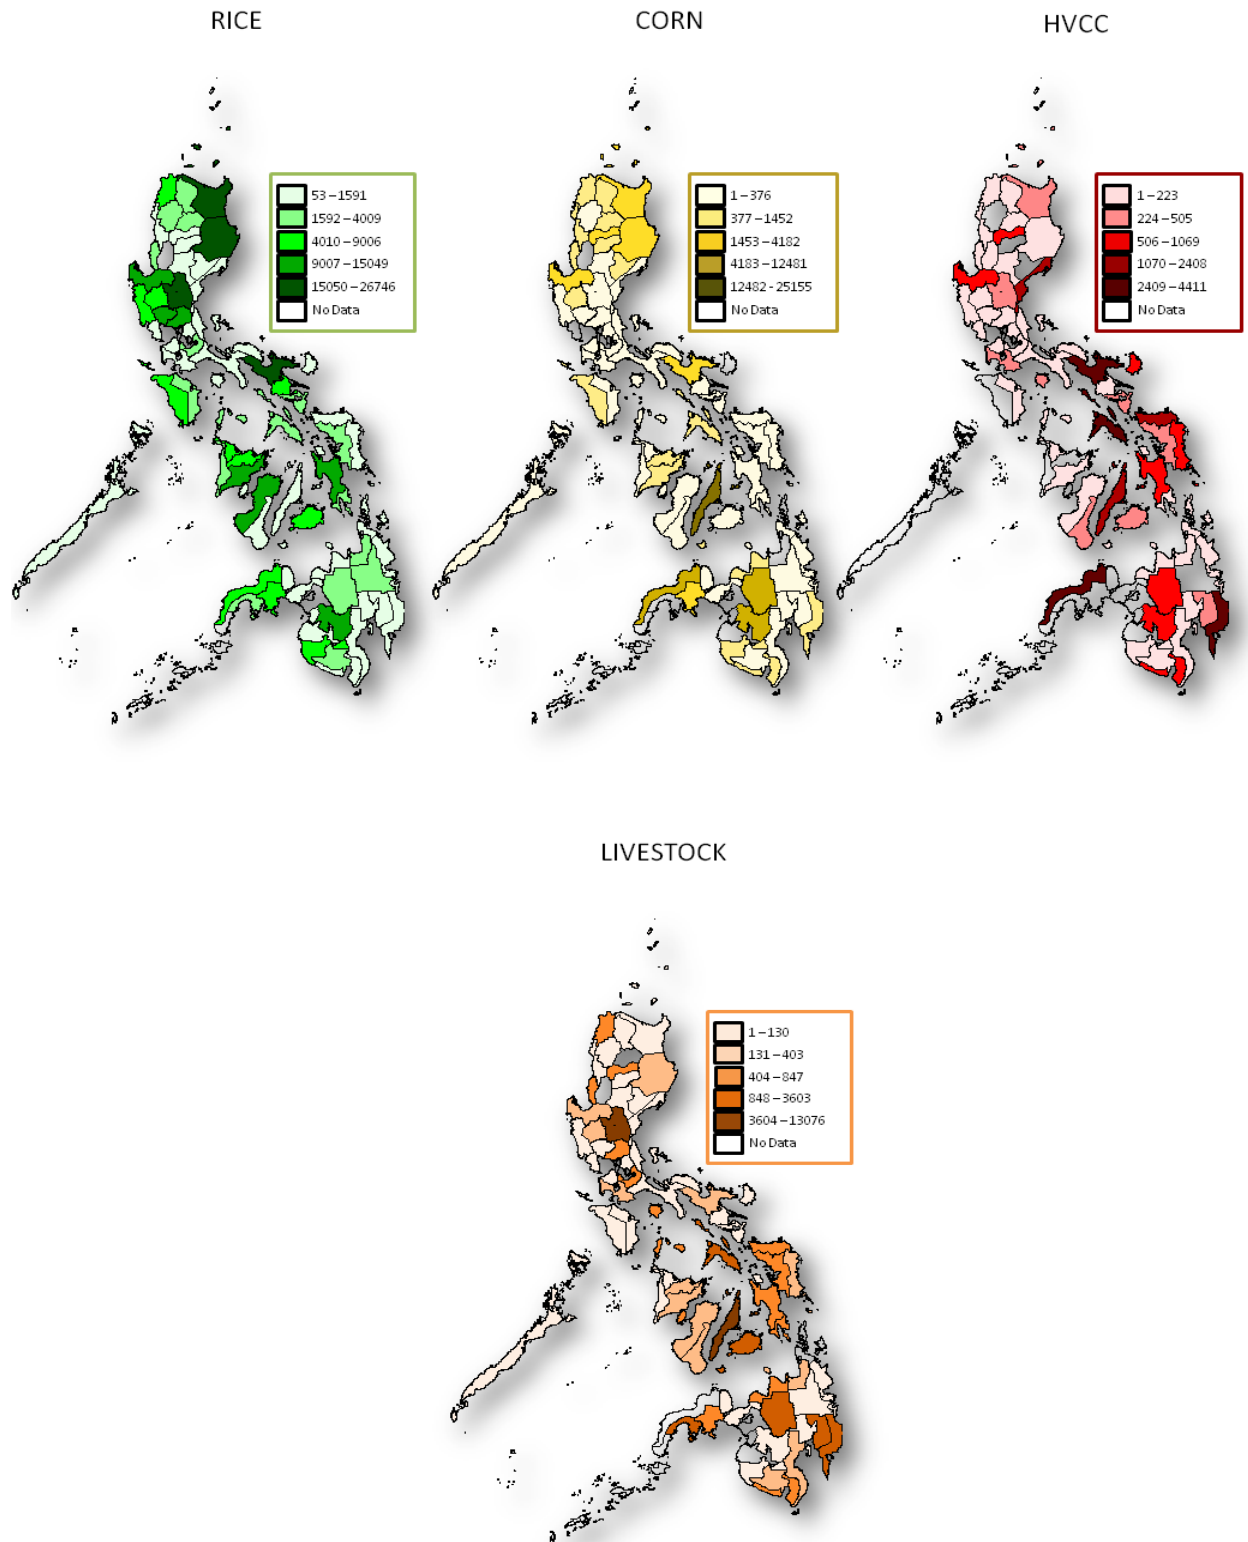 RICE
CORN
HVCC
53 – 1591
1592 – 4009
4010 – 9006
9007 – 15049
15050 – 26746
No Data
1 – 376
377 – 1452
1453 – 4182
4183 – 12481
12482 - 25155
No Data
1 – 223
224 – 505
506 – 1069
1070 – 2408
2409 – 4411
No Data
LIVESTOCK
1 – 130
131 – 403
404 – 847
848 – 3603
3604 – 13076
No Data